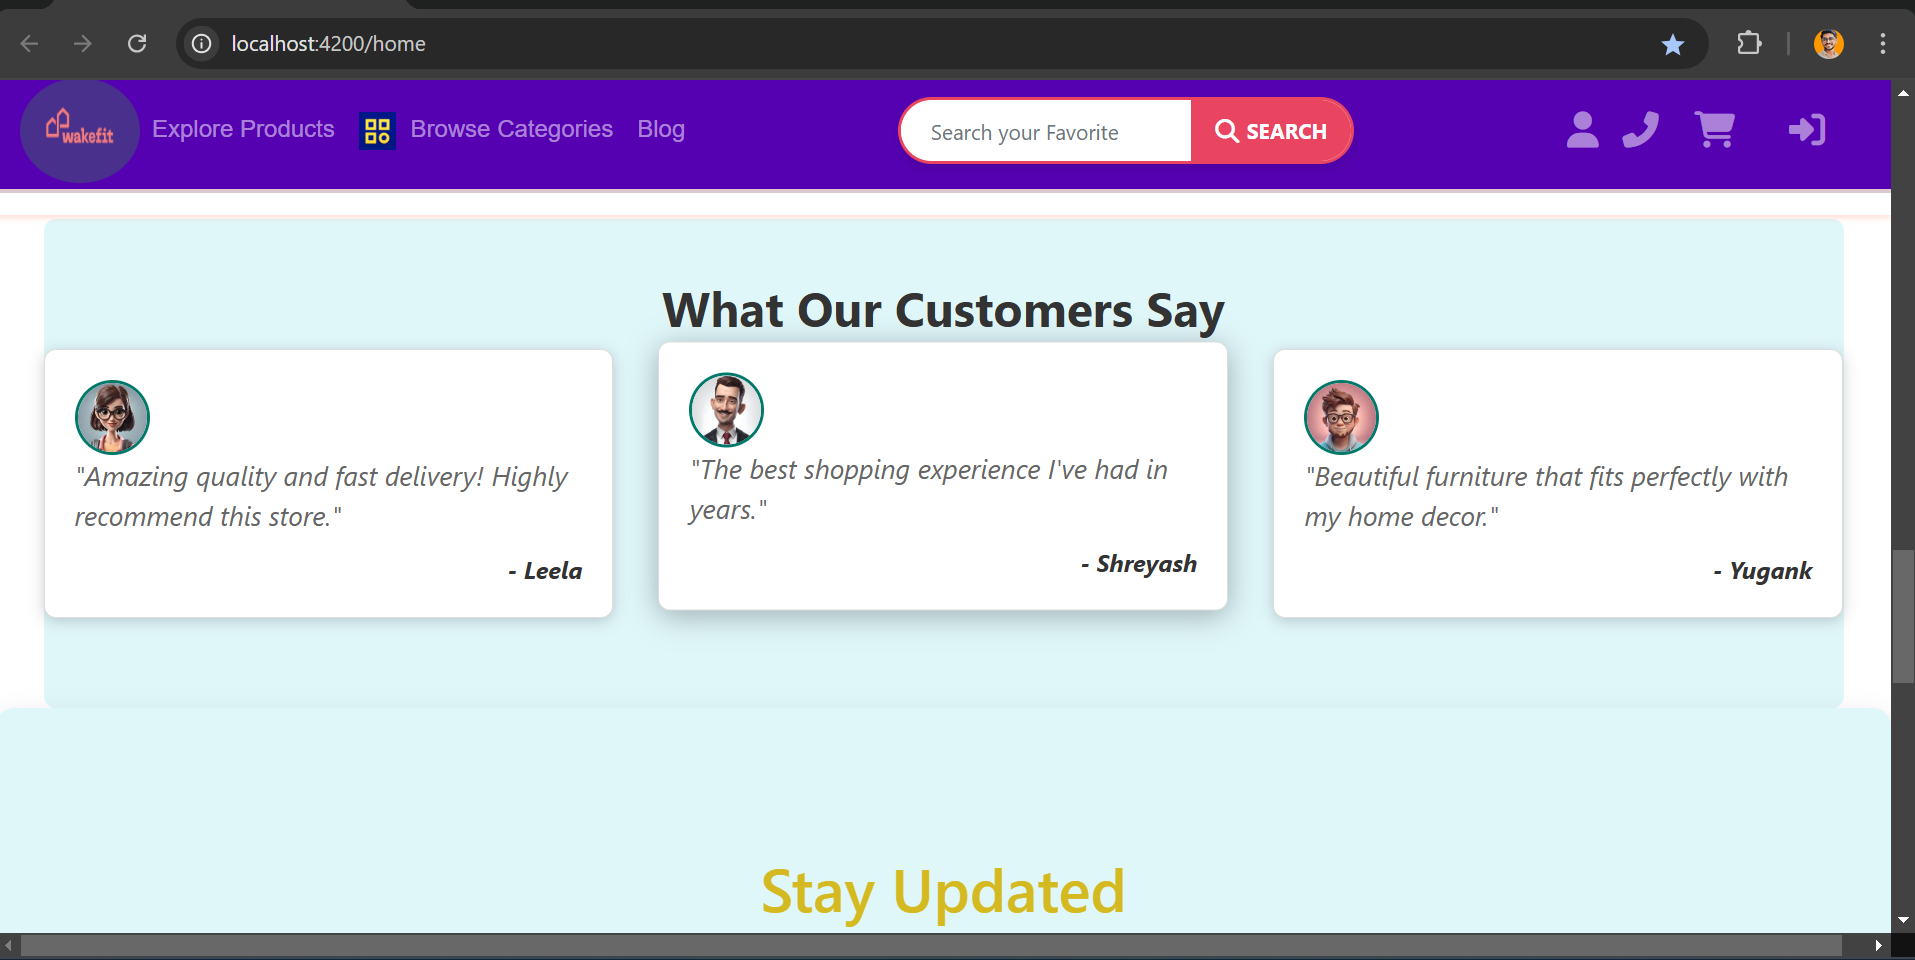 localhost:4200/home
wakefit
Explore Products
Browse Categories
Blog
Search your Favorite
SEARCH
What Our Customers Say
"Amazing quality and fast delivery! Highly
recommend this store."
- Leela
"The best shopping experience I've had in
years."
- Shreyash
"Beautiful furniture that fits perfectly with
my home decor."
- Yugank
Stay Updated